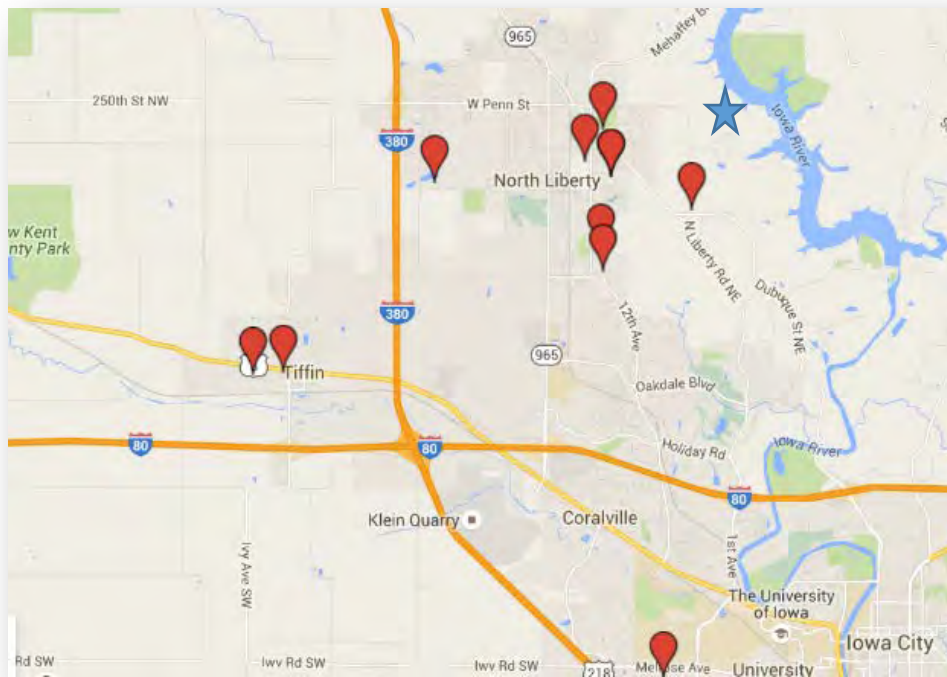 965
Mehaffey B
250th St NW
W Penn St
Iowa River
380
North Liberty
w Kent
nty Park
N Liberty Rd NE
Dubuque St NE
380
12th Ave
965
Tiffin
Oakdale Blvd
80
80
Holiday Rd
Iowa River
80
Klein Quarry
Coralville
1st Ave
Ivy Ave SW
The University
of Iowa
Iowa City
Rd SW
Iwv Rd SW
Iwv Rd SW
218
Melrose Ave
University